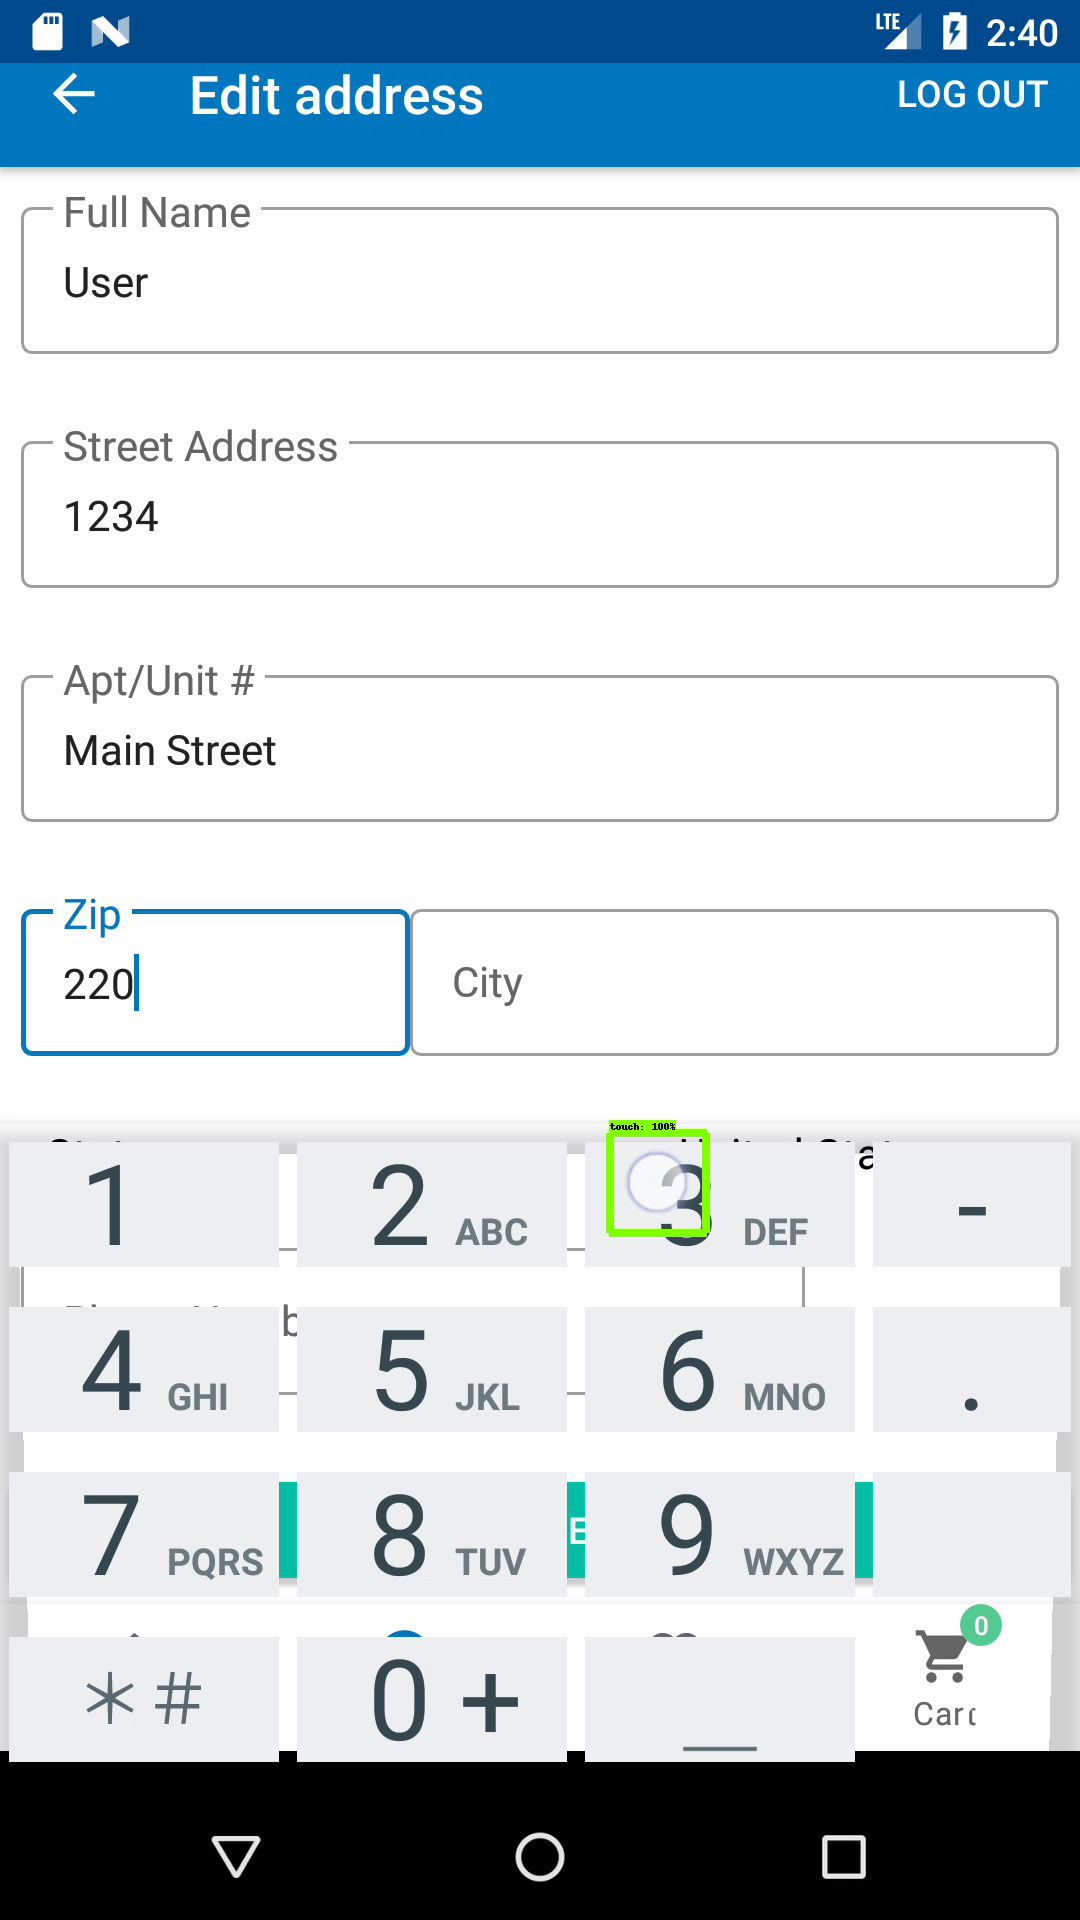 LTE 2:40
Edit address LOG OUT
Full Name
User
Street Address
1234
Apt/Unit #
Main Street
Zip
220
City
touch: 100%
1 2 ABC 3 DEF -
4 GHI 5 JKL 6 MNO .
7 PQRS 8 TUV 9 WXYZ
0
* # 0 + _